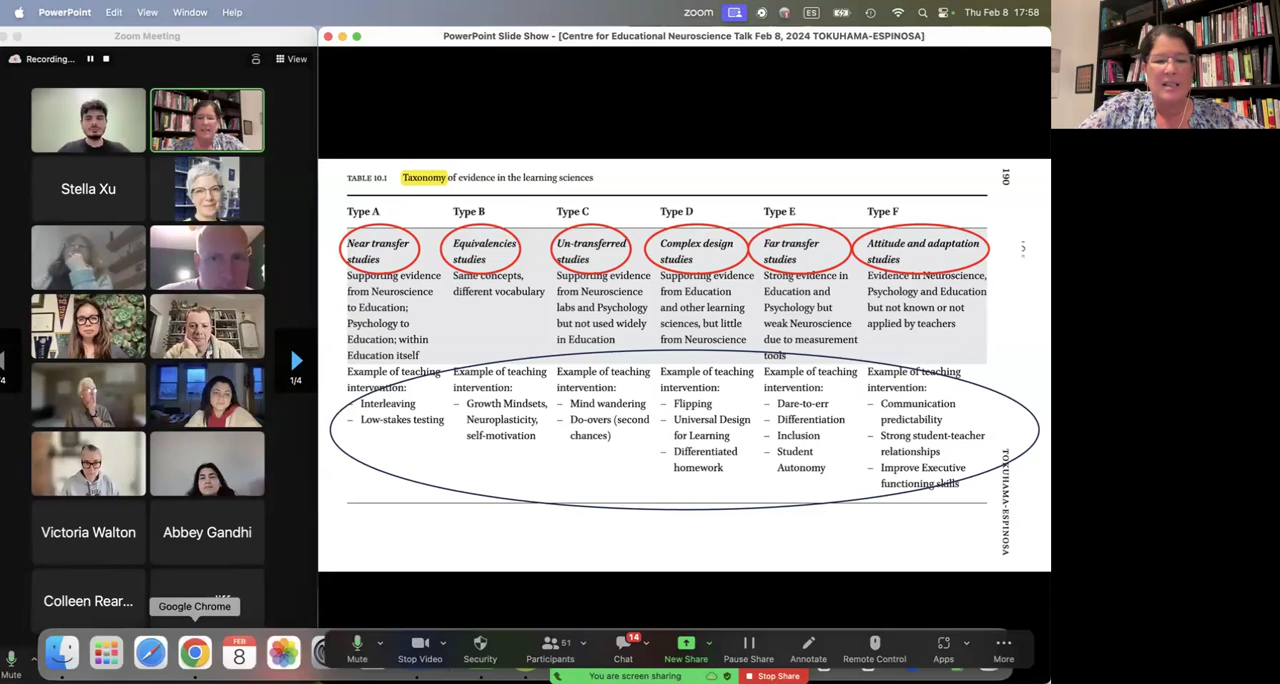 PowerPoint Edit View Window Help
zoom ES Thu Feb 8 17:58
Zoom Meeting
PowerPoint Slide Show - [Centre for Educational Neuroscience Talk Feb 8, 2024 TOKUHAMA-ESPINOSA]
Recording...
View
Stella Xu
Victoria Walton
Abbey Gandhi
Colleen Rear...
Google Chrome
1/4
TABLE 10.1 Taxonomy of evidence in the learning sciences
190
Type A
Near transfer
studies
Supporting evidence
from Neuroscience
to Education;
Psychology to
Education; within
Education itself
Example of teaching
intervention:
– Interleaving
– Low-stakes testing
Type B
Equivalencies
studies
Same concepts,
different vocabulary
Example of teaching
intervention:
– Growth Mindsets,
Neuroplasticity,
self-motivation
Type C
Un-transferred
studies
Supporting evidence
from Neuroscience
labs and Psychology
but not used widely
in Education
Example of teaching
intervention:
– Mind wandering
– Do-overs (second
chances)
Type D
Complex design
studies
Supporting evidence
from Education
and other learning
sciences, but little
from Neuroscience
Example of teaching
intervention:
– Flipping
– Universal Design
for Learning
– Differentiated
homework
Type E
Far transfer
studies
Strong evidence in
Education and
Psychology but
weak Neuroscience
due to measurement
tools
Example of teaching
intervention:
– Dare-to-err
– Differentiation
– Inclusion
– Student
Autonomy
Type F
Attitude and adaptation
studies
Evidence in Neuroscience,
Psychology and Education
but not known or not
applied by teachers
Example of teaching
intervention:
– Communication
predictability
– Strong student-teacher
relationships
– Improve Executive
functioning skills
TOKUHAMA-ESPINOSA
FEB
8
Mute
Mute
Stop Video
Security
51
Participants
14
Chat
New Share
Pause Share
Annotate
Remote Control
Apps
More
You are screen sharing
Stop Share